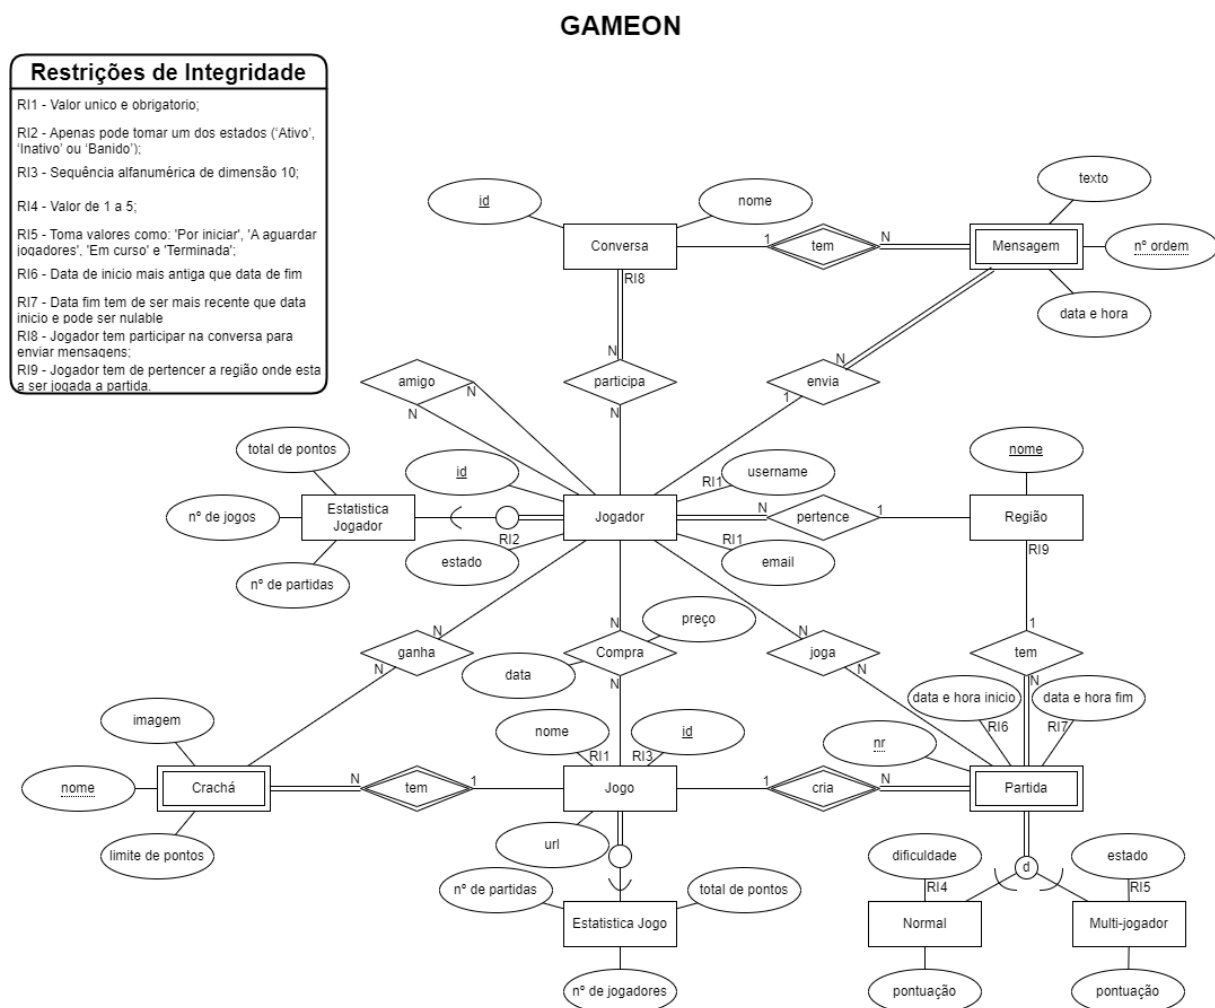 GAMEON
Restrições de Integridade
RI1 - Valor unico e obrigatorio;
RI2 - Apenas pode tomar um dos estados ('Ativo',
'Inativo' ou 'Banido');
RI3 - Sequência alfanumérica de dimensão 10;
RI4 - Valor de 1 a 5;
RI5 - Toma valores como: 'Por iniciar', 'A aguardar
jogadores', 'Em curso' e 'Terminada';
RI6 - Data de inicio mais antiga que data de fim
RI7 - Data fim tem de ser mais recente que data
inicio e pode ser nulable
RI8 - Jogador tem participar na conversa para
enviar mensagens;
RI9 - Jogador tem de pertencer a região onde esta
a ser jogada a partida.
texto
id
nome
Conversa
1
tem
N
Mensagem
nº ordem
RI8
data e hora
N
N
amigo
N
participa
envia
N
N
1
total de pontos
id
username
nome
RI1
nº de jogos
Estatistica
Jogador
Jogador
N
pertence
1
Região
RI2
RI1
estado
email
RI9
nº de partidas
N
N
preço
N
1
ganha
Compra
joga
tem
N
data
N
N
N
data e hora inicio
data e hora fim
imagem
nome
id
RI6
RI7
RI1
RI3
nr
nome
Crachá
N
tem
1
Jogo
1
cria
N
Partida
limite de pontos
url
dificuldade
estado
d
nº de partidas
total de pontos
RI4
RI5
Estatistica Jogo
Normal
Multi-jogador
nº de jogadores
pontuação
pontuação